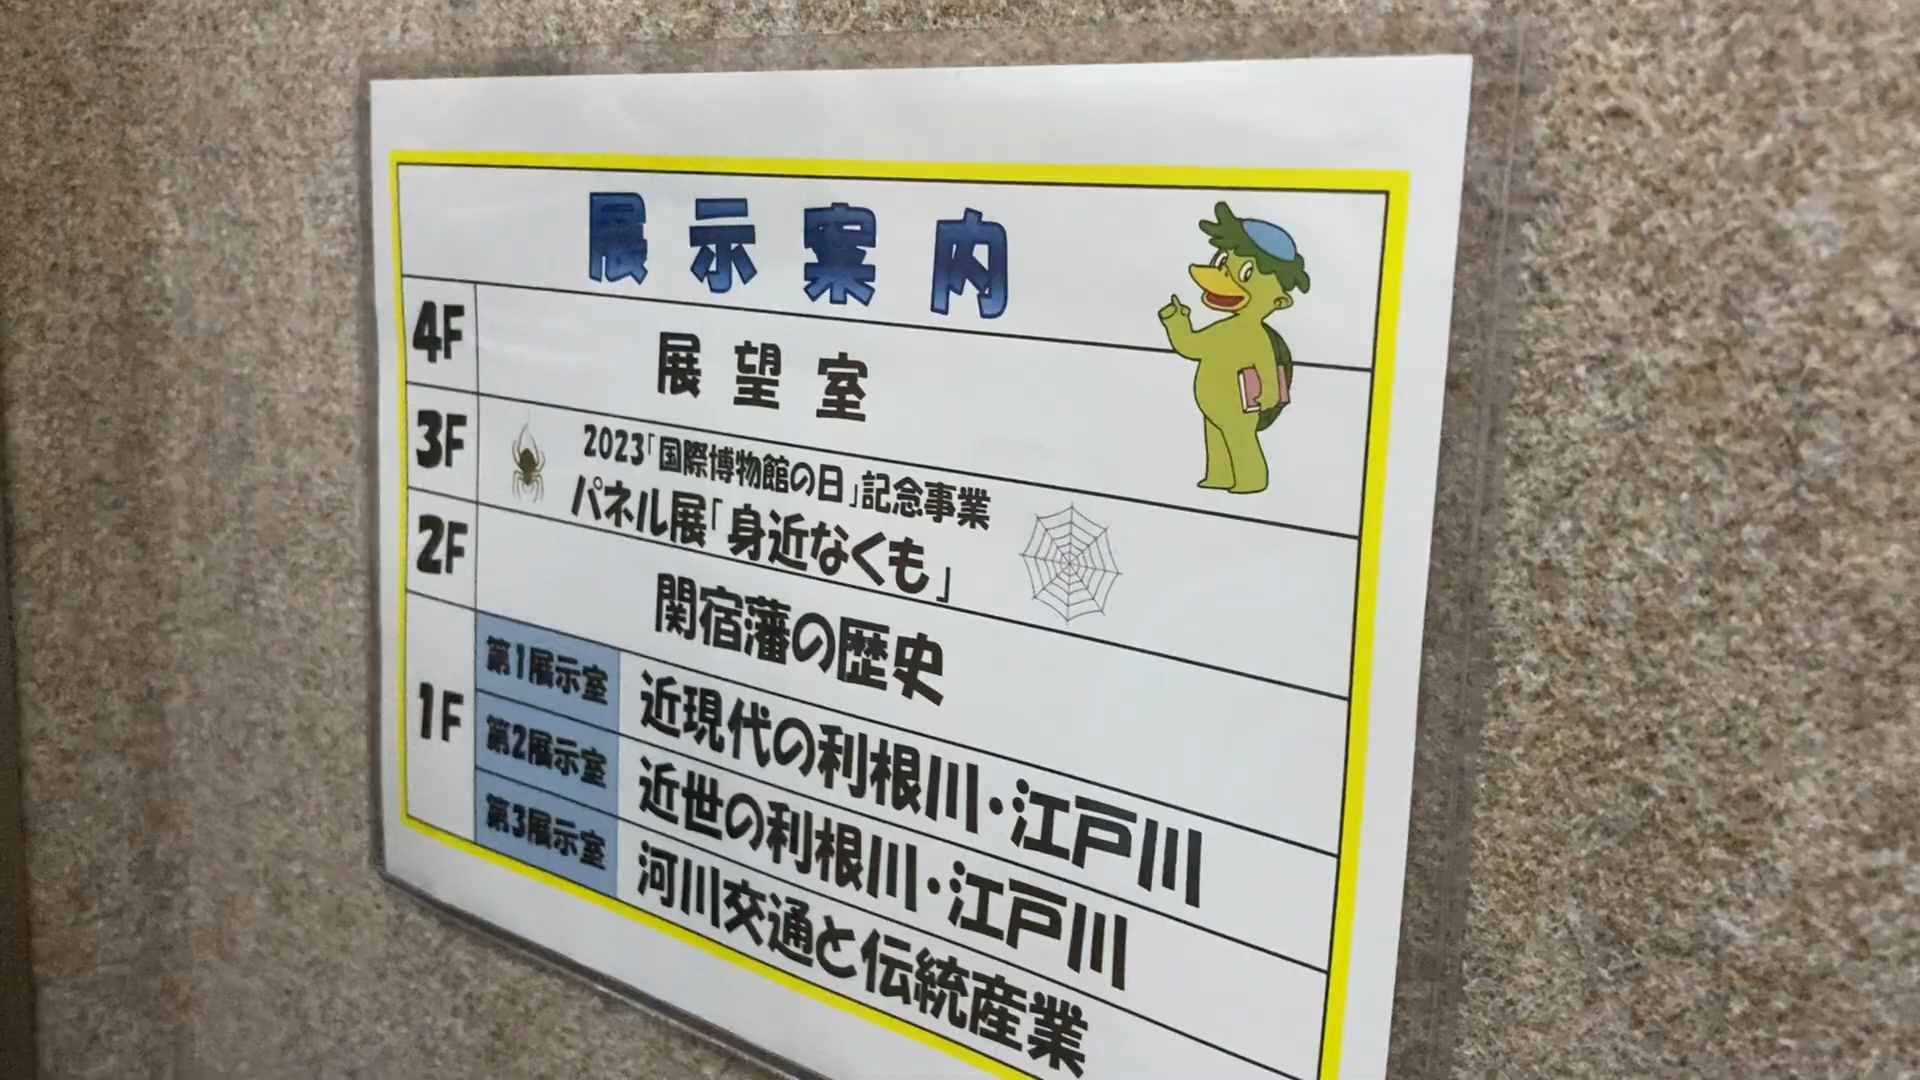 展示案内
4F 展望室
3F 2023「国際博物館の日」記念事業
パネル展「身近なくも」
2F 関宿藩の歴史
1F
第1展示室 近現代の利根川・江戸川
第2展示室 近世の利根川・江戸川
第3展示室 河川交通と伝統産業